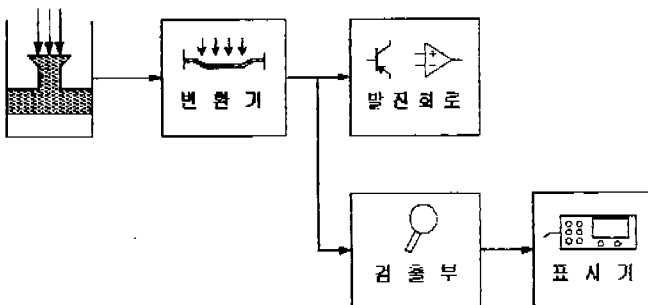 변 환 기
발 진 회 로
검 출 부
표 시 기